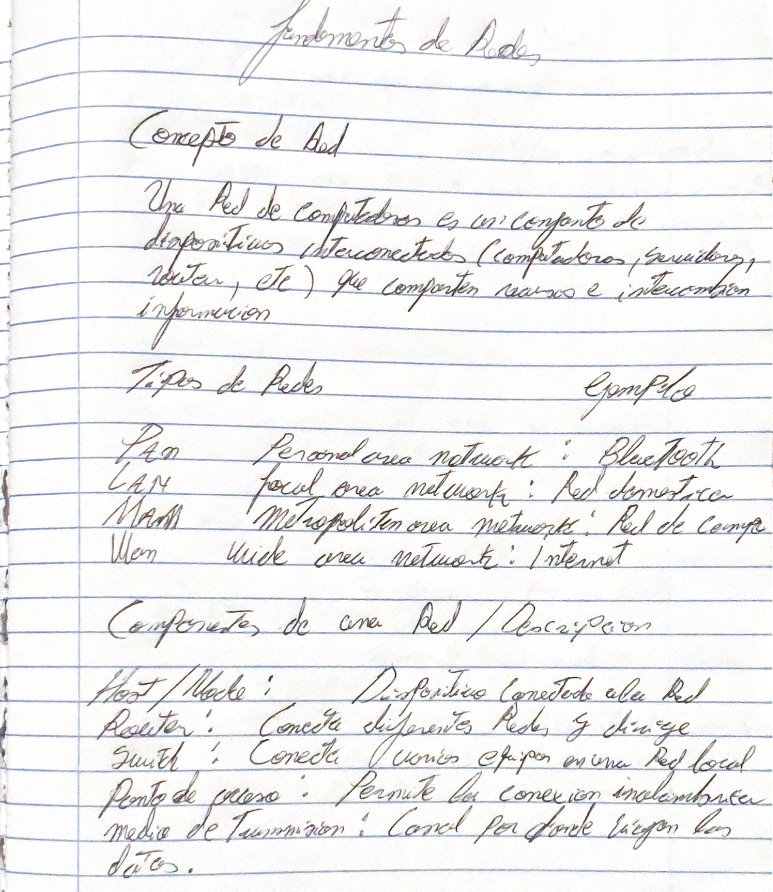 Fundamentos de Redes
Concepto de Red
Una Red de computadoras es un conjunto de
dispositivos interconectados (computadoras, servidores,
router, etc) que comparten recursos e intercambian
informacion
Tipos de Redes Ejemplo
PAN Personal area network : Bluetooth
LAN Local area network : Red domestica
MAN Metropolitan area network : Red de campu
Wan Wide area network : Internet
Componentes de una Red / Descripcion
Host / Node : Dispositivo conectado a la Red
Router : Conecta diferentes Redes y dirige
Switch : Conecta varios equipos en una Red local
Punto de acceso : Permite la conexion inalambrica
medio de Transmision : Canal por donde viajan los
datos.